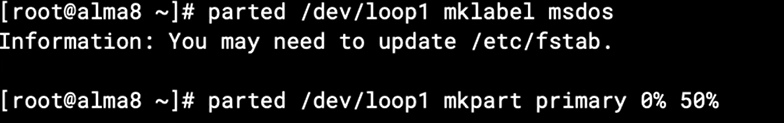 [root@alma8 ~]# parted /dev/loop1 mklabel msdos
Information: You may need to update /etc/fstab.
[root@alma8 ~]# parted /dev/loop1 mkpart primary 0% 50%